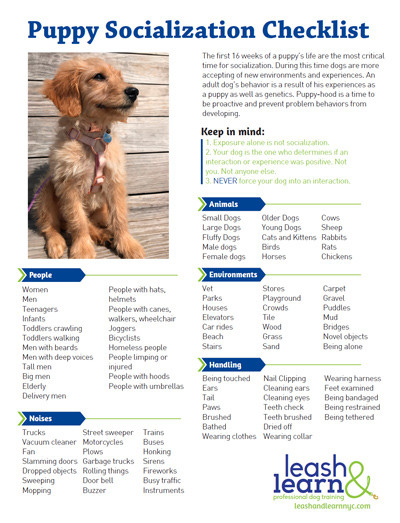 Puppy Socialization Checklist
The first 16 weeks of a puppy's life are the most critical
time for socialization. During this time dogs are more
accepting of new environments and experiences. An
adult dog's behavior is a result of his experiences as
a puppy as well as genetics. Puppy-hood is a time to
be proactive and prevent problem behaviors from
developing.
Keep in mind:
1. Exposure alone is not socialization.
2. Your dog is the one who determines if an
interaction or experience was positive. Not
you. Not anyone else.
3. NEVER force your dog into an interaction.
Animals
Small Dogs Older Dogs Cows
Large Dogs Young Dogs Sheep
Fluffy Dogs Cats and Kittens Rabbits
Male dogs Birds Rats
Female dogs Horses Chickens
People
Women People with hats,
Men helmets
Teenagers People with canes,
Infants walkers, wheelchair
Toddlers crawling Joggers
Toddlers walking Bicyclists
Men with beards Homeless people
Men with deep voices People limping or
Tall men injured
Big men People with hoods
Elderly People with umbrellas
Delivery men
Environments
Vet Stores Carpet
Parks Playground Gravel
Houses Crowds Puddles
Elevators Tile Mud
Car rides Wood Bridges
Beach Grass Novel objects
Stairs Sand Being alone
Handling
Being touched Nail Clipping Wearing harness
Ears Cleaning ears Feet examined
Tail Cleaning eyes Being bandaged
Paws Teeth check Being restrained
Brushed Teeth brushed Being tethered
Bathed Dried off
Wearing clothes Wearing collar
Noises
Trucks Street sweeper Trains
Vacuum cleaner Motorcycles Buses
Fan Plows Honking
Slamming doors Garbage trucks Sirens
Dropped objects Rolling things Fireworks
Sweeping Door bell Busy traffic
Mopping Buzzer Instruments
leash &
learn
professional dog training
leashandlearnnyc.com